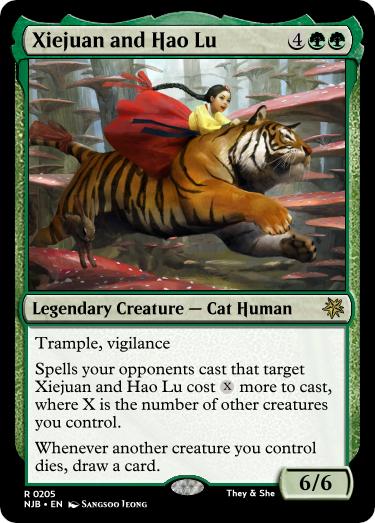 Xiejuan and Hao Lu 4
Legendary Creature — Cat Human
Trample, vigilance
Spells your opponents cast that target
Xiejuan and Hao Lu cost X more to cast,
where X is the number of other creatures
you control.
Whenever another creature you control
dies, draw a card.
6/6
R 0205
NJB • EN Sangsoo Jeong
They & She